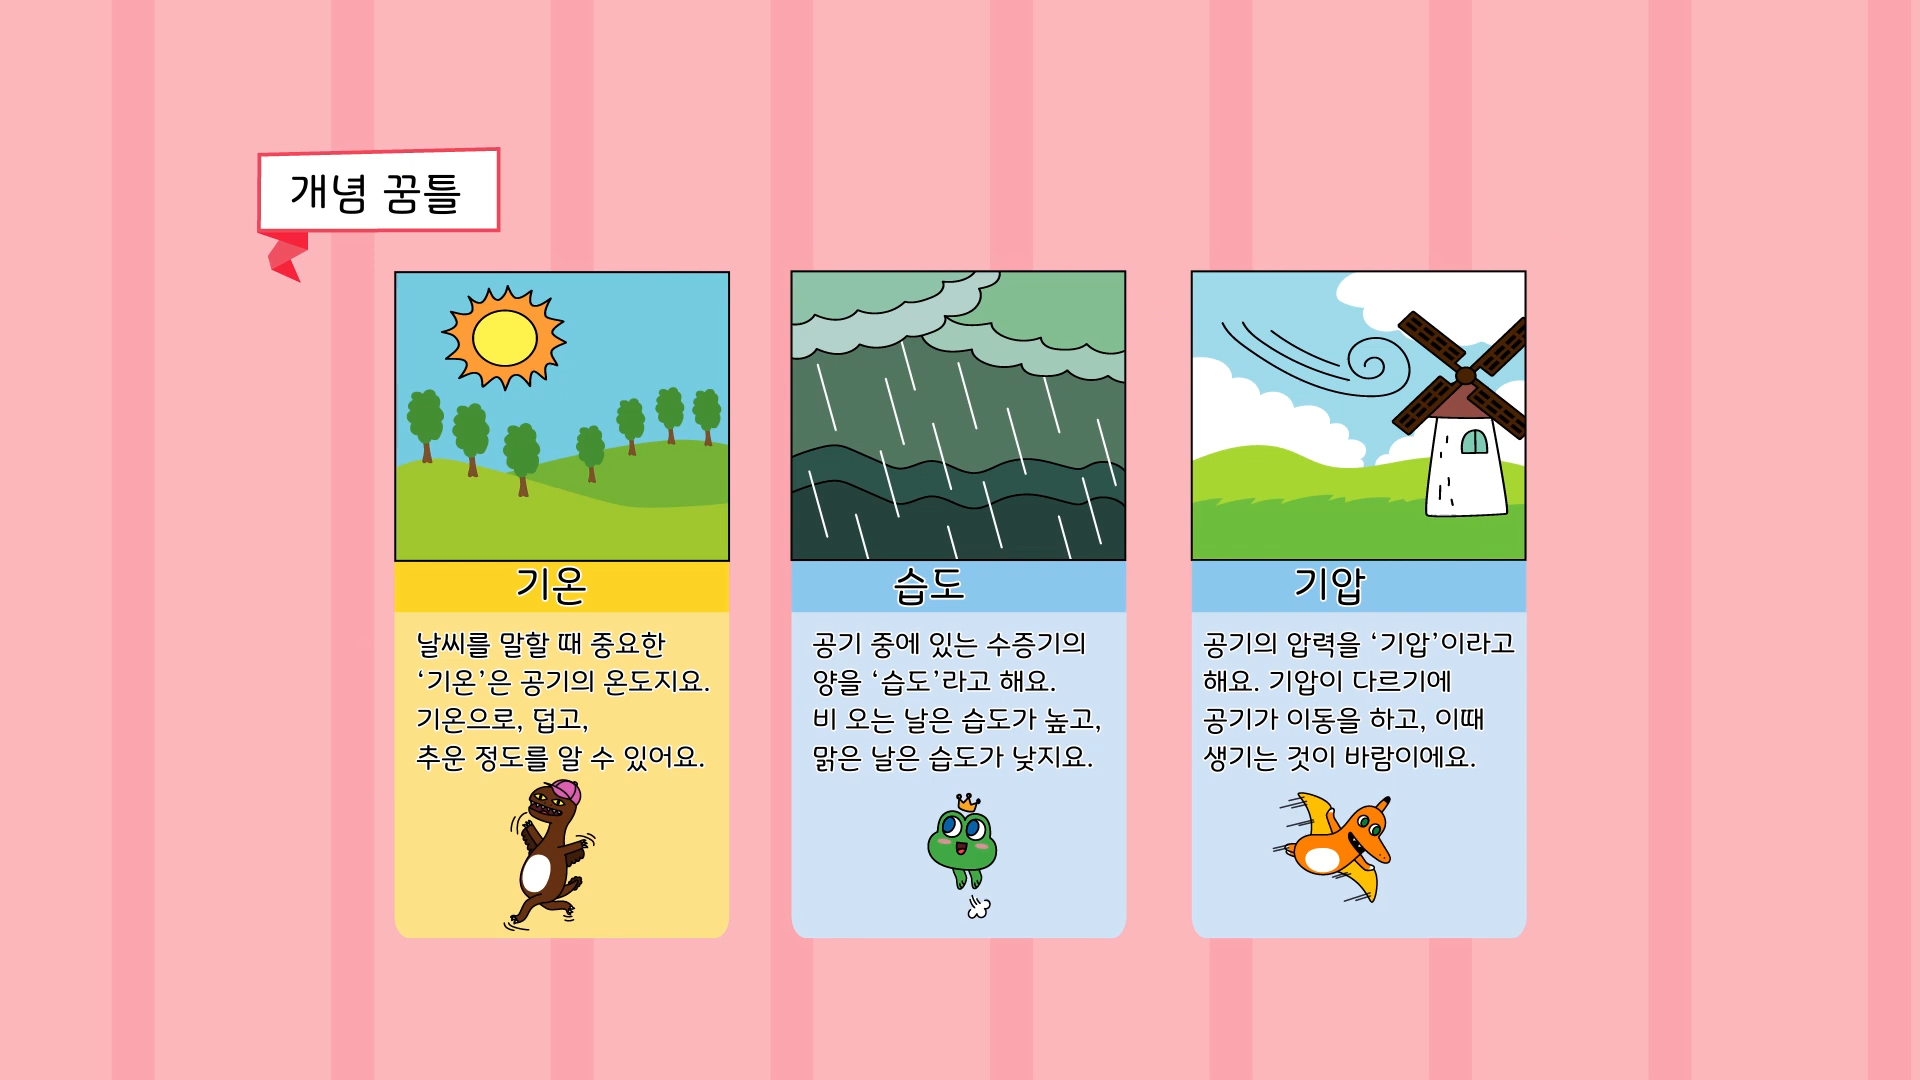 개념 꿈틀
기온
날씨를 말할 때 중요한
‘기온’은 공기의 온도지요.
기온으로, 덥고,
추운 정도를 알 수 있어요.
습도
공기 중에 있는 수증기의
양을 ‘습도’라고 해요.
비 오는 날은 습도가 높고,
맑은 날은 습도가 낮지요.
기압
공기의 압력을 ‘기압’이라고
해요. 기압이 다르기에
공기가 이동을 하고, 이때
생기는 것이 바람이에요.